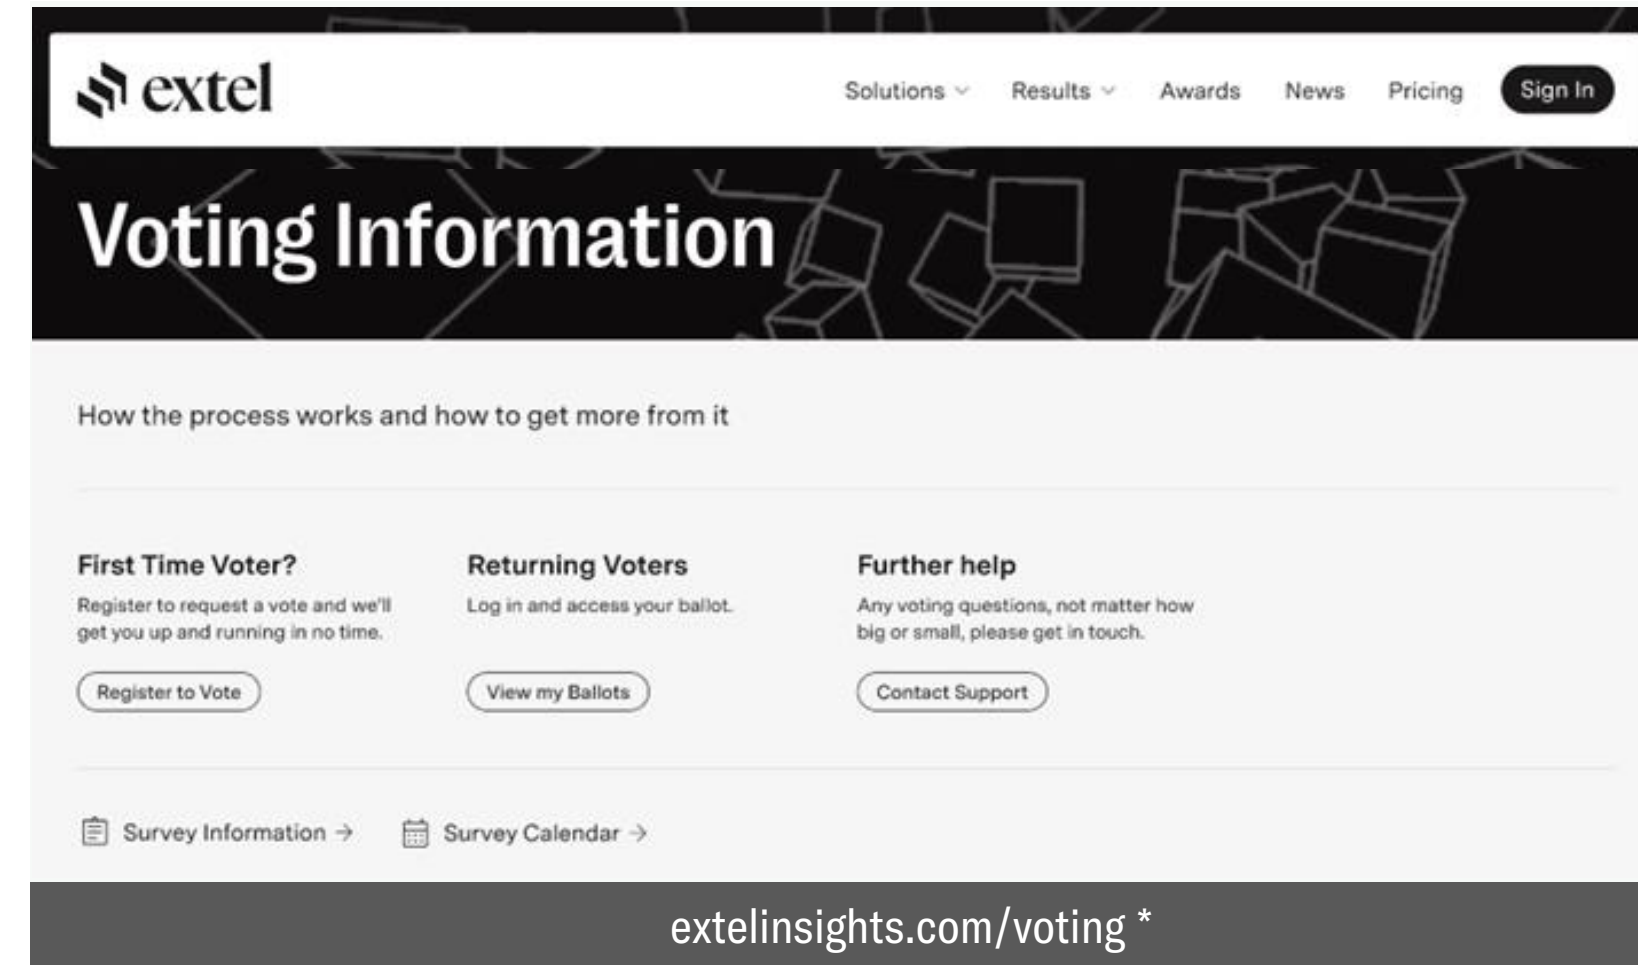 extel
Solutions Results Awards News Pricing Sign In
Voting Information
How the process works and how to get more from it
First Time Voter?
Register to request a vote and we'll
get you up and running in no time.
Register to Vote
Returning Voters
Log in and access your ballot.
View my Ballots
Further help
Any voting questions, not matter how
big or small, please get in touch.
Contact Support
Survey Information →
Survey Calendar →
extelinsights.com/voting *